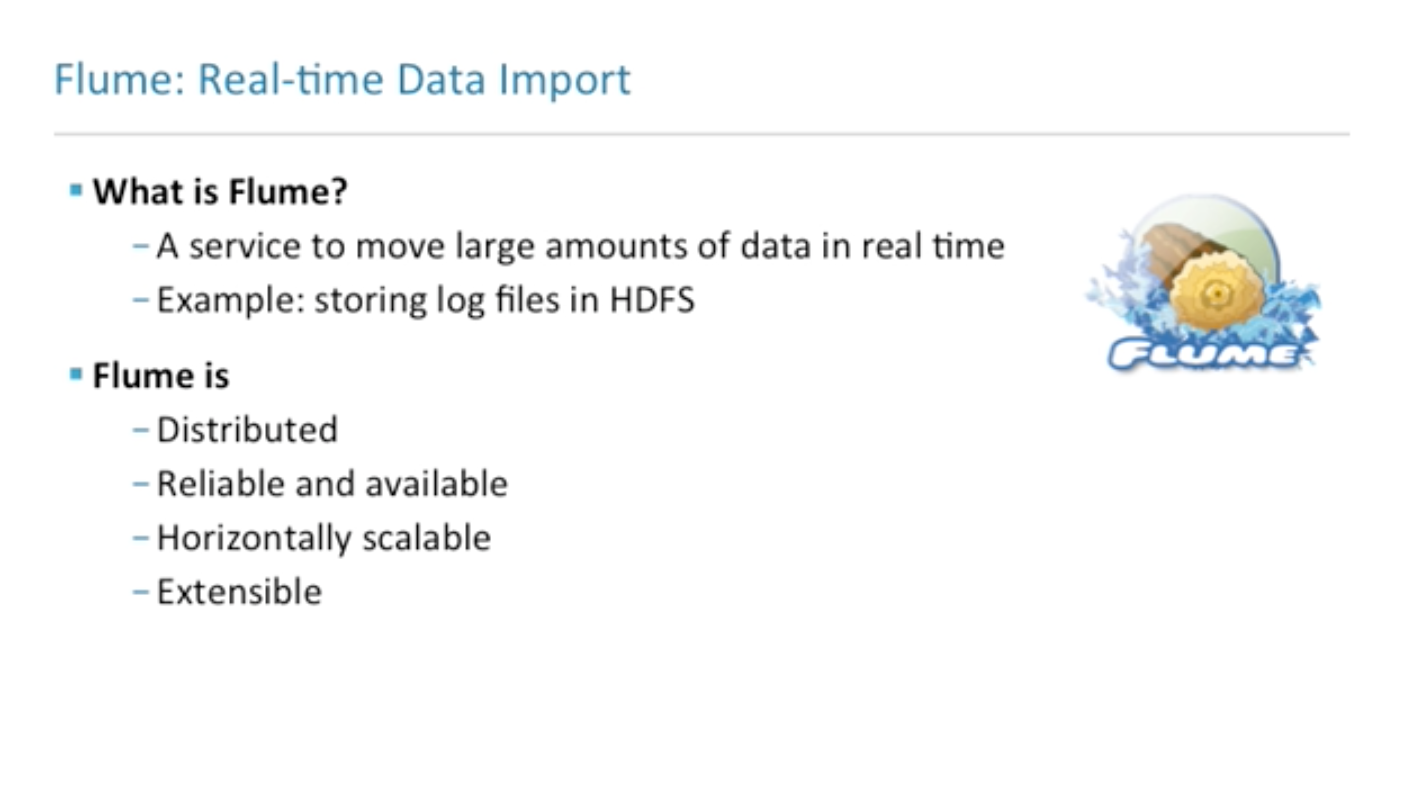 Flume: Real-time Data Import
▪ What is Flume?
– A service to move large amounts of data in real time
– Example: storing log files in HDFS
FLUME
▪ Flume is
– Distributed
– Reliable and available
– Horizontally scalable
– Extensible